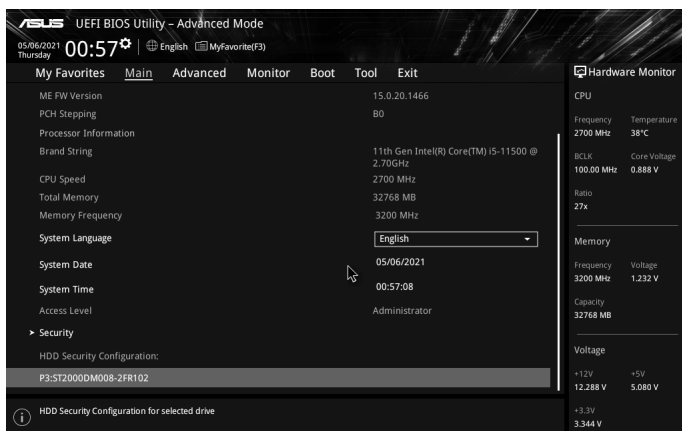 ASUS UEFI BIOS Utility – Advanced Mode
05/06/2021
Thursday
00:57
English
MyFavorite(F3)
My Favorites Main Advanced Monitor Boot Tool Exit
ME FW Version 15.0.20.1466
PCH Stepping B0
Processor Information
Brand String 11th Gen Intel(R) Core(TM) i5-11500 @
2.70GHz
CPU Speed 2700 MHz
Total Memory 32768 MB
Memory Frequency 3200 MHz
System Language English
System Date 05/06/2021
System Time 00:57:08
Access Level Administrator
Security
HDD Security Configuration:
P3:ST2000DM008-2FR102
HDD Security Configuration for selected drive
Hardware Monitor
CPU
Frequency Temperature
2700 MHz 38°C
BCLK Core Voltage
100.00 MHz 0.888 V
Ratio
27x
Memory
Frequency Voltage
3200 MHz 1.232 V
Capacity
32768 MB
Voltage
+12V +5V
12.288 V 5.080 V
+3.3V
3.344 V